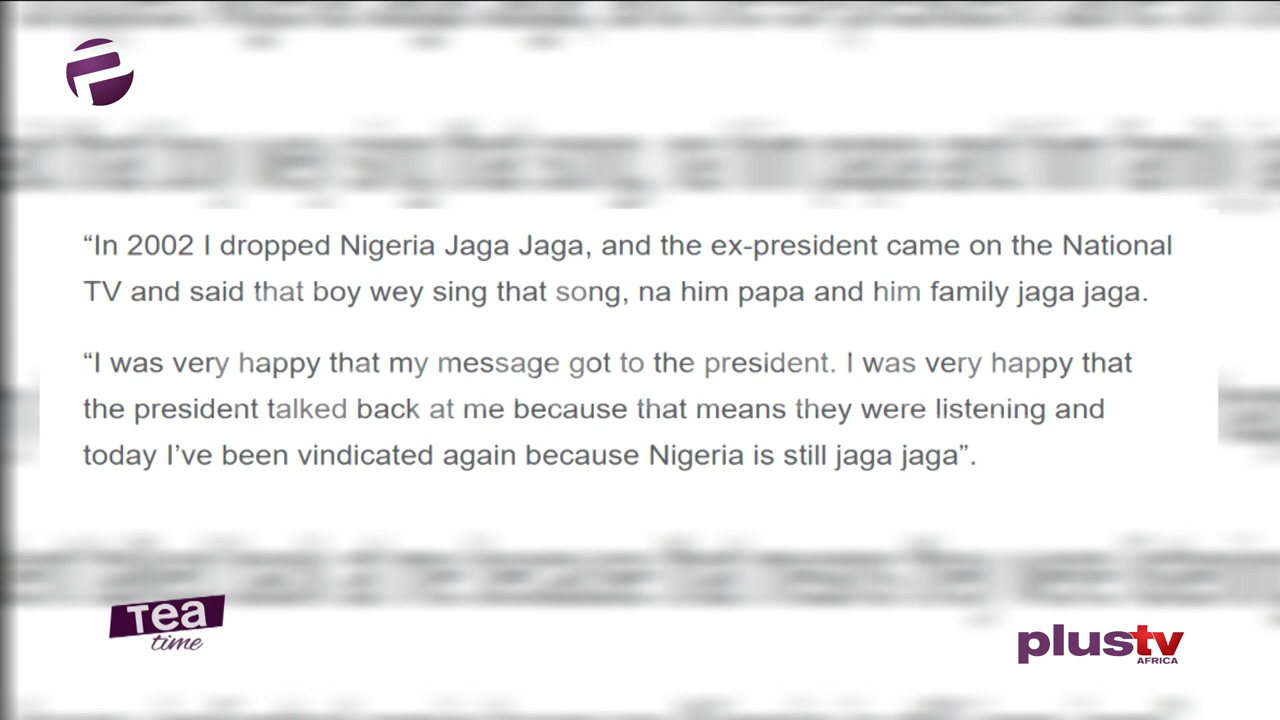 “In 2002 I dropped Nigeria Jaga Jaga, and the ex-president came on the National
TV and said that boy wey sing that song, na him papa and him family jaga jaga.
“I was very happy that my message got to the president. I was very happy that
the president talked back at me because that means they were listening and
today I’ve been vindicated again because Nigeria is still jaga jaga”.
Tea
time
plustv
AFRICA